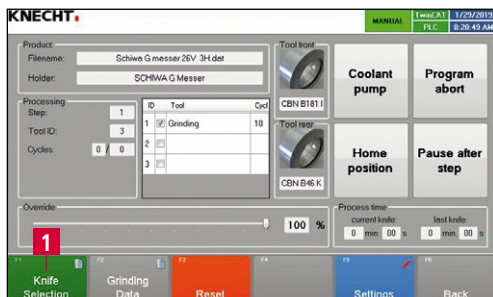 KNECHT
MANUAL
TwinCAT
PLC
1/29/2019
8:20:49 AM
Product
Filename:
Schiwa G messer 26V 3H.dat
Holder:
SCHIWA G Messer
Tool front
CBN B181 I
Coolant
pump
Program
abort
Processing
Step:
1
Tool ID:
3
Cycles:
0 / 0
ID Tool Cycl
1 Grinding 10
2
3
Tool rear
CBN B46 K
Home
position
Pause after
step
Override
100 %
Process time
current knife:
0 min. 00 s
last knife:
0 min. 00 s
1
F1
Knife
Selection
F2
Grinding
Data
F3
Reset
F4
F5
Settings
F6
Back